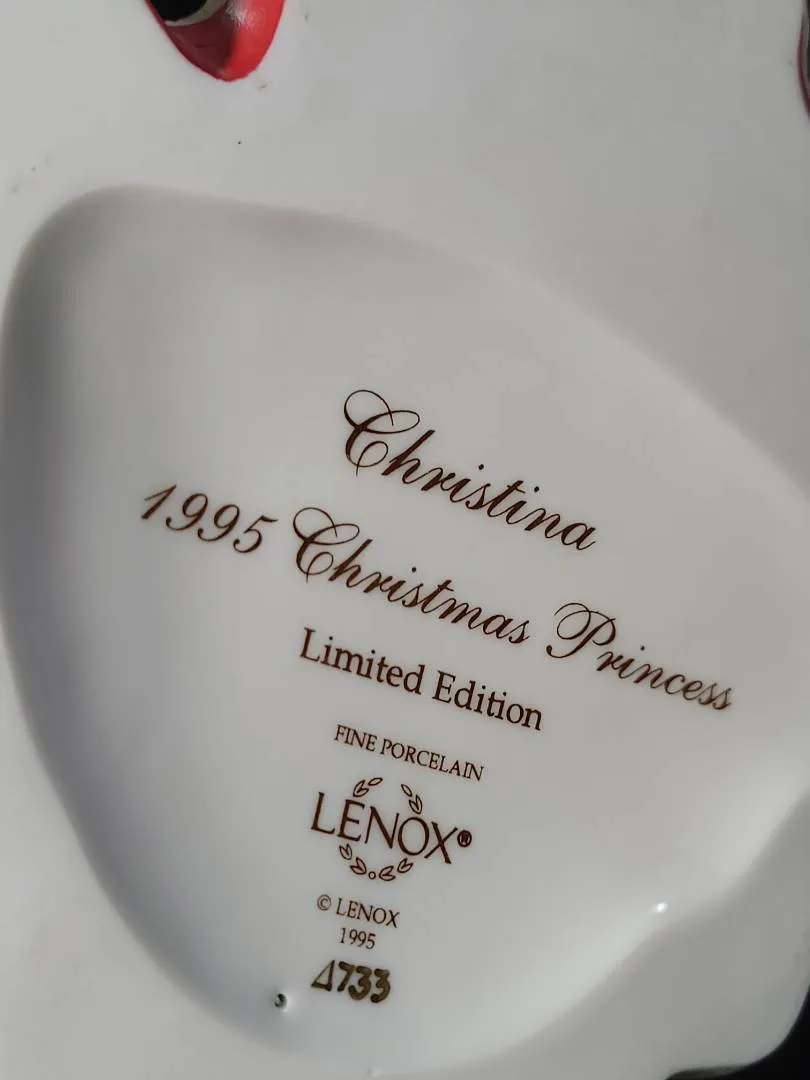 Christina
1995 Christmas Princess
Limited Edition
FINE PORCELAIN
LENOX®
© LENOX
1995
Δ733